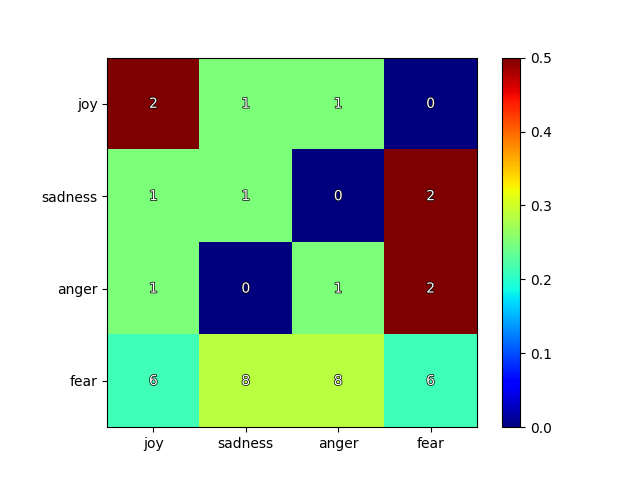 joy 2 1 1 0
sadness 1 1 0 2
anger 1 0 1 2
fear 6 8 8 6
joy sadness anger fear
0.5
0.4
0.3
0.2
0.1
0.0